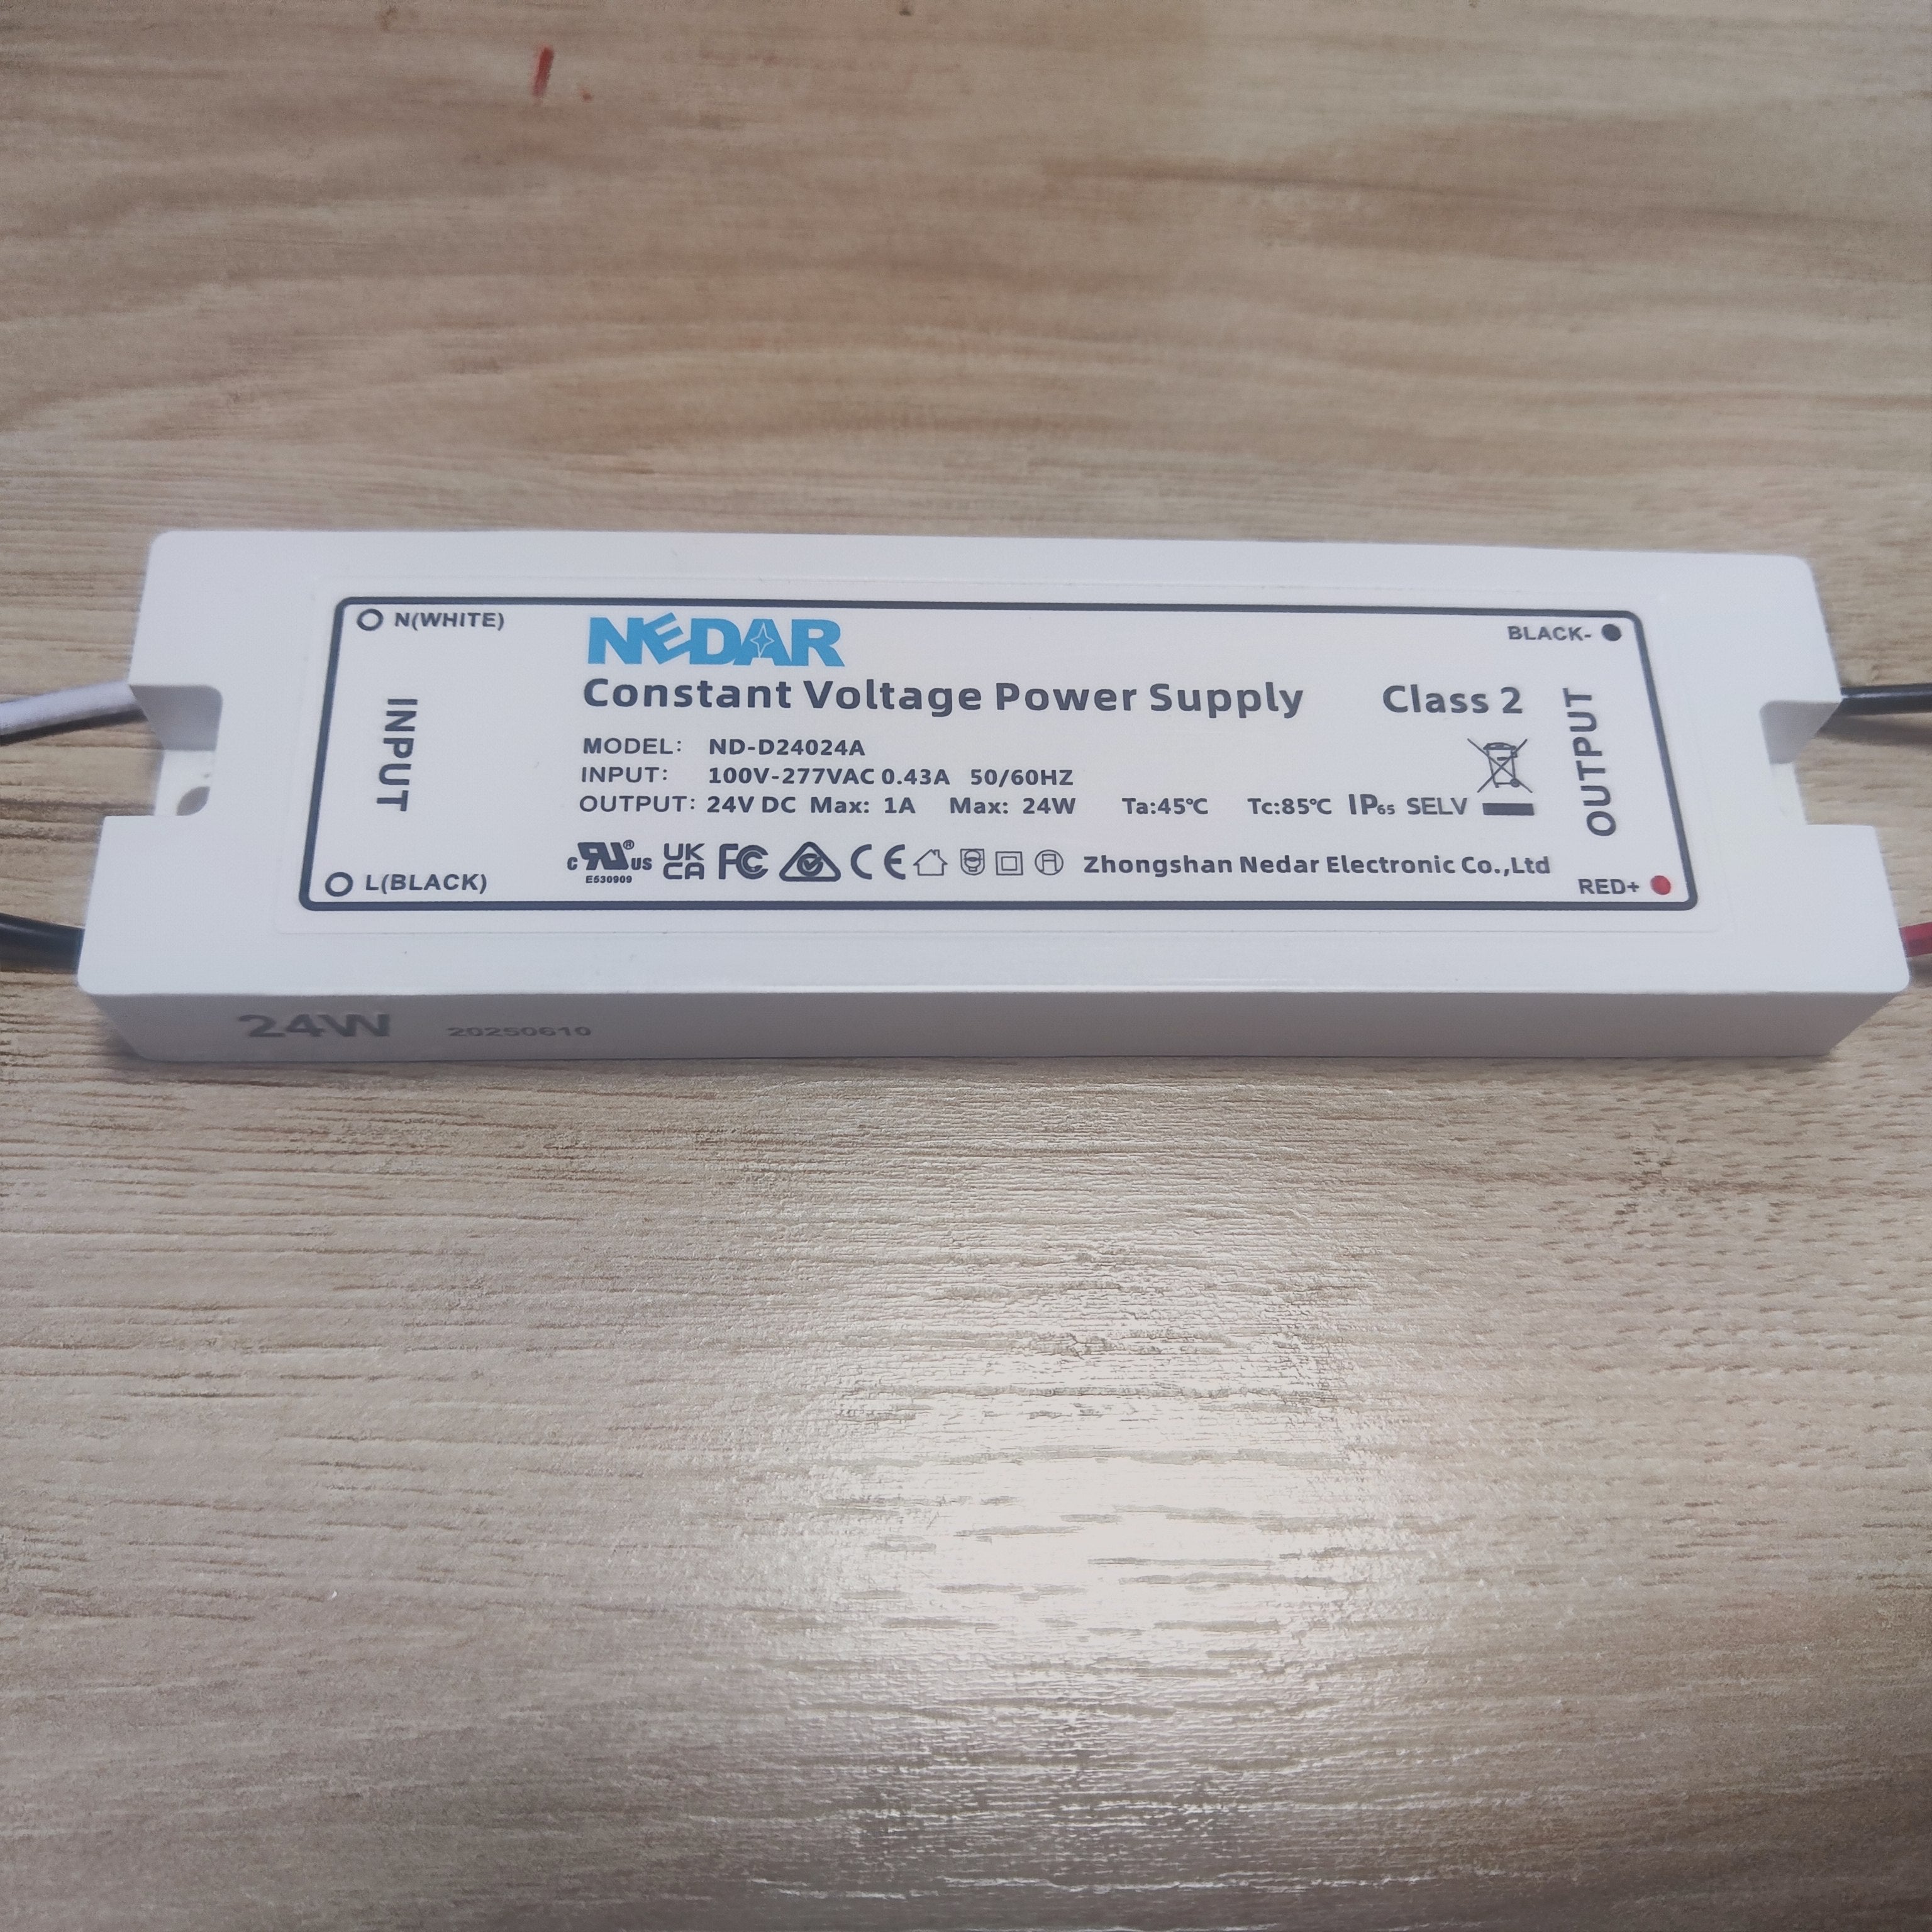 N(WHITE)
NEDAR
BLACK-
Constant Voltage Power Supply Class 2
INPUT
OUTPUT
MODEL: ND-D24024A
INPUT: 100V-277VAC 0.43A 50/60HZ
OUTPUT: 24V DC Max: 1A Max: 24W Ta:45℃ Tc:85℃ IP65 SELV
c RU® us UK CA FC CE Zhongshan Nedar Electronic Co.,Ltd
E530909
L(BLACK)
RED+
24W 20250610